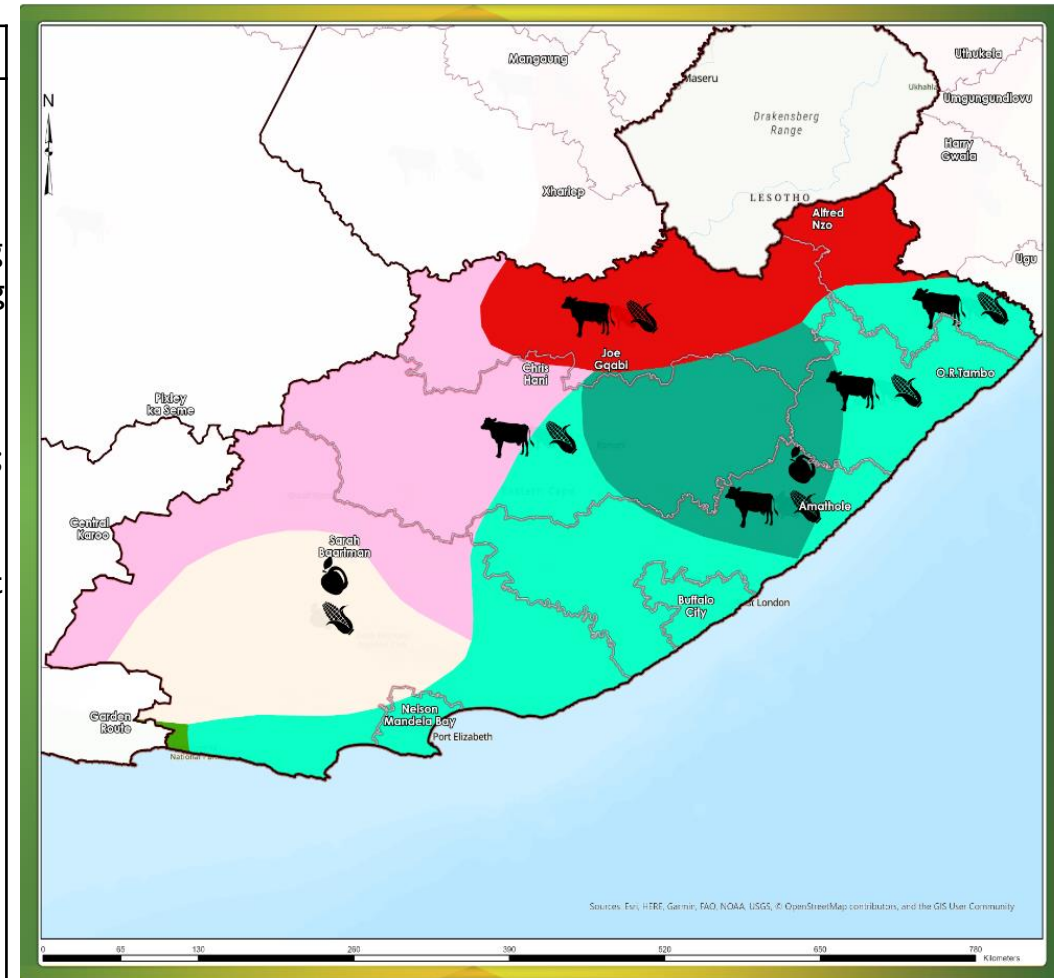 Mangaung
Uthukela
Maseru
Ukhahla
Umgungundlovu
N
Drakensberg
Range
Harry
Gwala
Xhariep
LESOTHO
Alfred
Nzo
Ugu
Joe
Gqabi
Chris
Hani
O.R.Tambo
Pixley
ka Seme
Central
Karoo
Amathole
Sarah
Baartman
Buffalo
City
London
Nelson
Mandela Bay
Garden
Route
Port Elizabeth
National
Sources: Esri, HERE, Garmin, FAO, NOAA, USGS, © OpenStreetMap contributors, and the GIS User Community
0 65 130 260 390 520 650 780
Kilometers